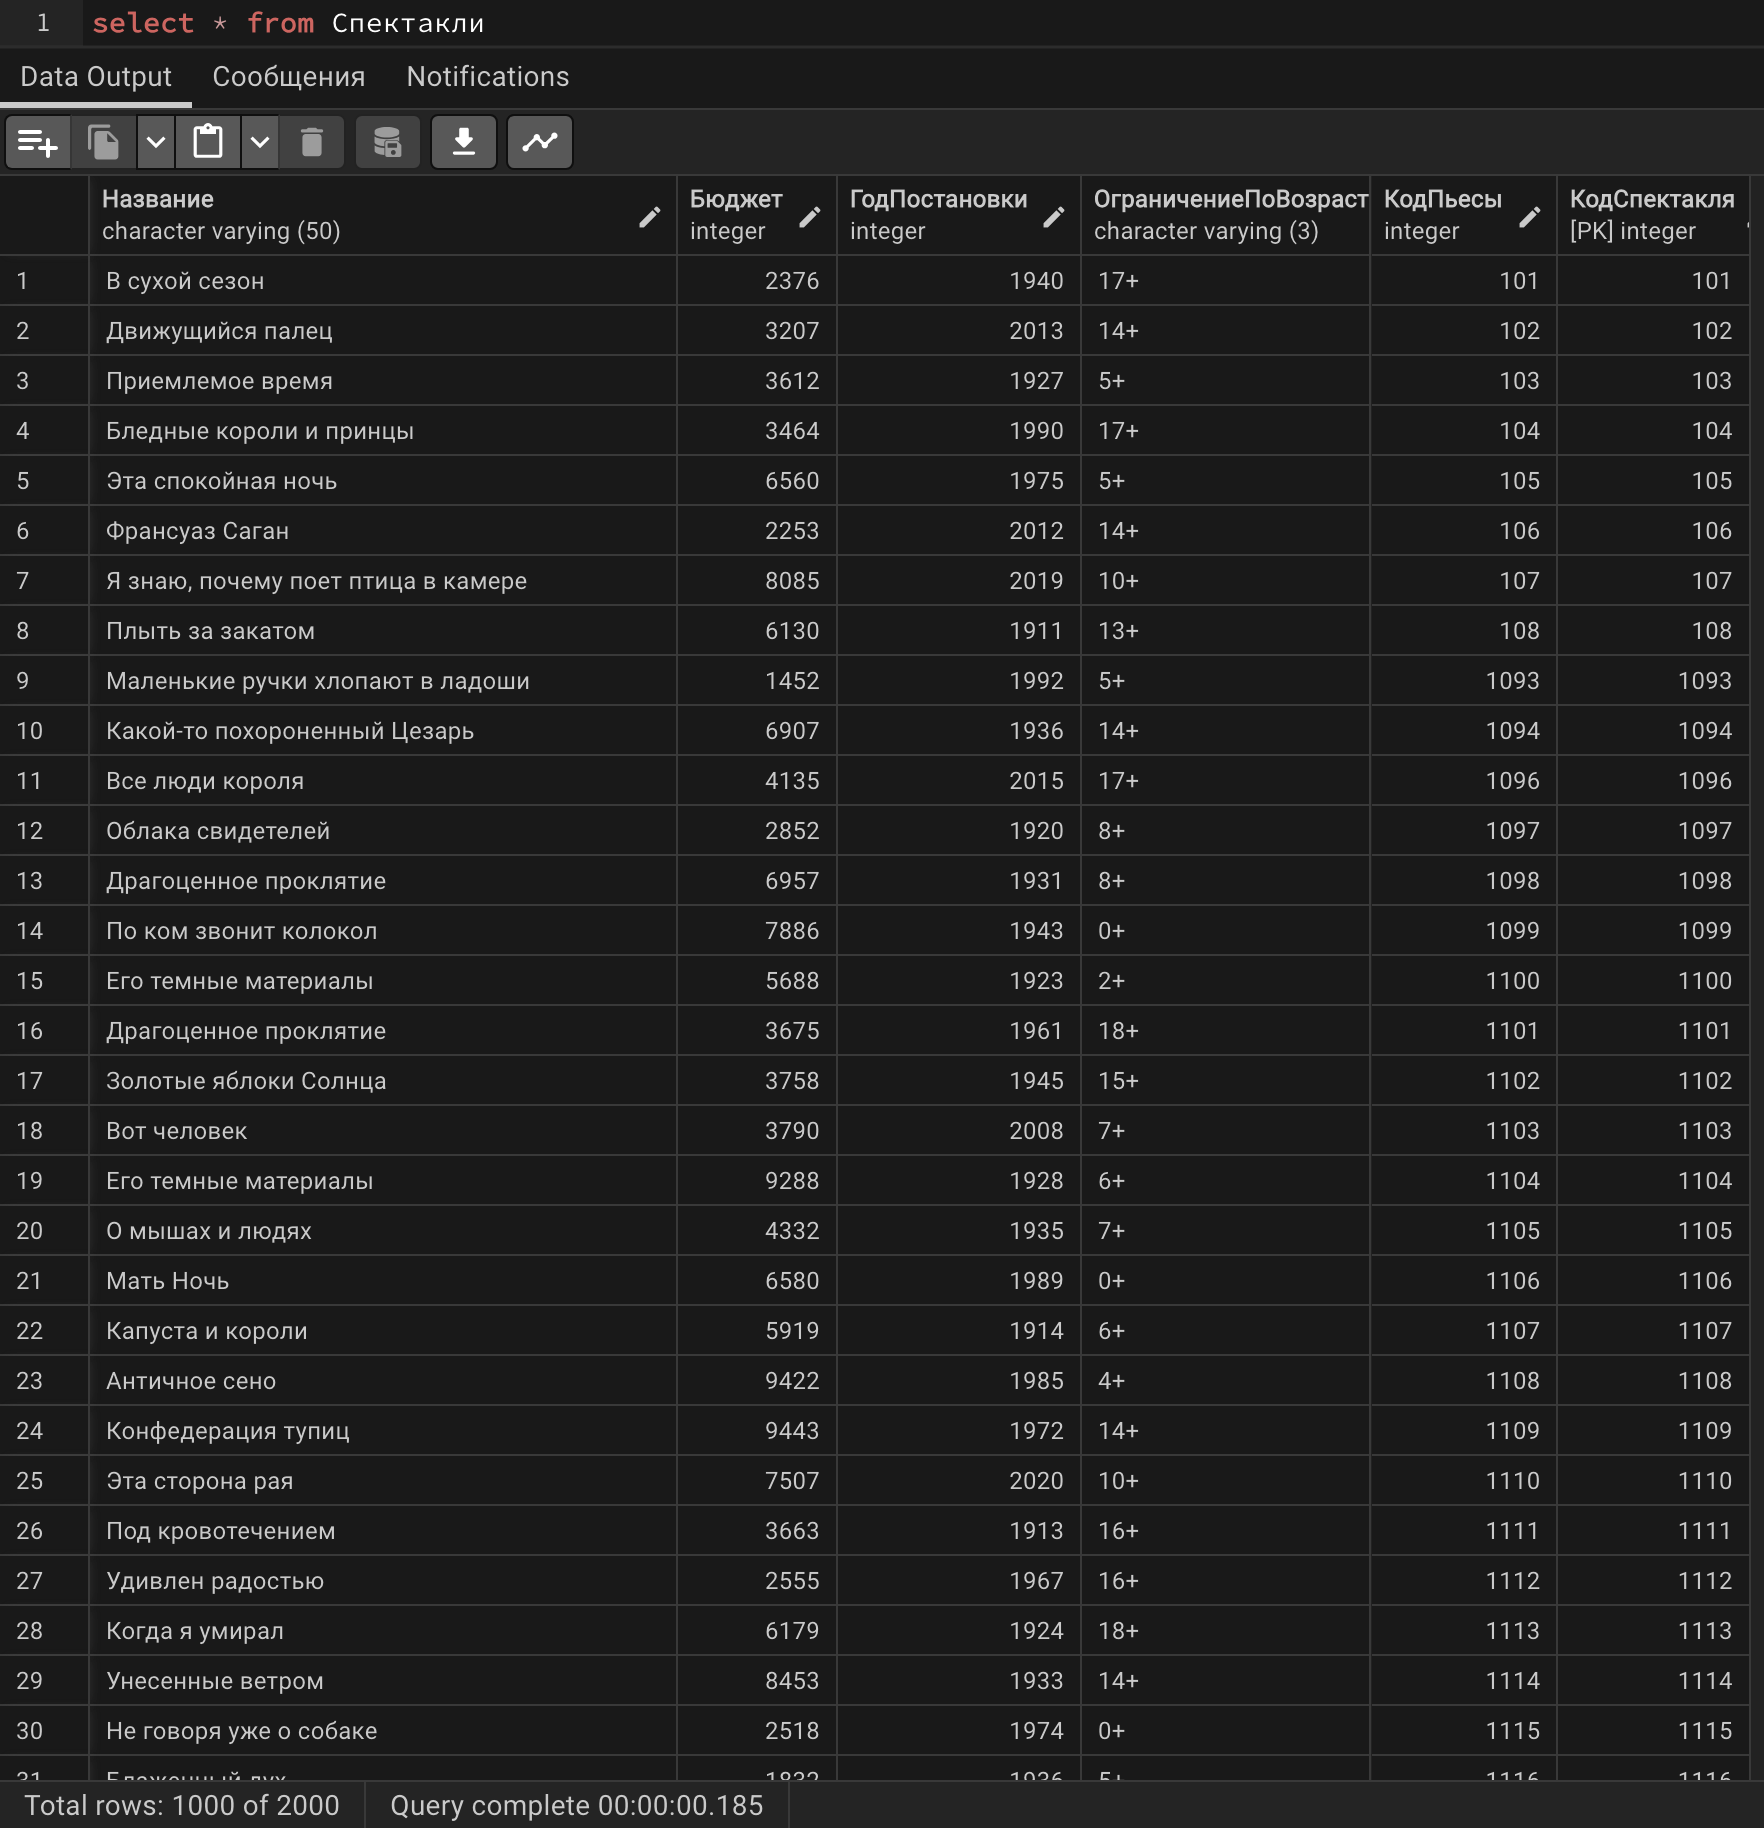 1 select * from Спектакли
Data Output Сообщения Notifications
Название Бюджет ГодПостановки ОграничениеПоВозраст КодПьесы КодСпектакля
character varying (50) integer integer character varying (3) integer [PK] integer
1 В сухой сезон 2376 1940 17+ 101 101
2 Движущийся палец 3207 2013 14+ 102 102
3 Приемлемое время 3612 1927 5+ 103 103
4 Бледные короли и принцы 3464 1990 17+ 104 104
5 Эта спокойная ночь 6560 1975 5+ 105 105
6 Франсуаз Саган 2253 2012 14+ 106 106
7 Я знаю, почему поет птица в камере 8085 2019 10+ 107 107
8 Плыть за закатом 6130 1911 13+ 108 108
9 Маленькие ручки хлопают в ладоши 1452 1992 5+ 1093 1093
10 Какой-то похороненный Цезарь 6907 1936 14+ 1094 1094
11 Все люди короля 4135 2015 17+ 1096 1096
12 Облака свидетелей 2852 1920 8+ 1097 1097
13 Драгоценное проклятие 6957 1931 8+ 1098 1098
14 По ком звонит колокол 7886 1943 0+ 1099 1099
15 Его темные материалы 5688 1923 2+ 1100 1100
16 Драгоценное проклятие 3675 1961 18+ 1101 1101
17 Золотые яблоки Солнца 3758 1945 15+ 1102 1102
18 Вот человек 3790 2008 7+ 1103 1103
19 Его темные материалы 9288 1928 6+ 1104 1104
20 О мышах и людях 4332 1935 7+ 1105 1105
21 Мать Ночь 6580 1989 0+ 1106 1106
22 Капуста и короли 5919 1914 6+ 1107 1107
23 Античное сено 9422 1985 4+ 1108 1108
24 Конфедерация тупиц 9443 1972 14+ 1109 1109
25 Эта сторона рая 7507 2020 10+ 1110 1110
26 Под кровотечением 3663 1913 16+ 1111 1111
27 Удивлен радостью 2555 1967 16+ 1112 1112
28 Когда я умирал 6179 1924 18+ 1113 1113
29 Унесенные ветром 8453 1933 14+ 1114 1114
30 Не говоря уже о собаке 2518 1974 0+ 1115 1115
31 Блаженный дух 1936 5+ 1116 1116
Total rows: 1000 of 2000 Query complete 00:00:00.185